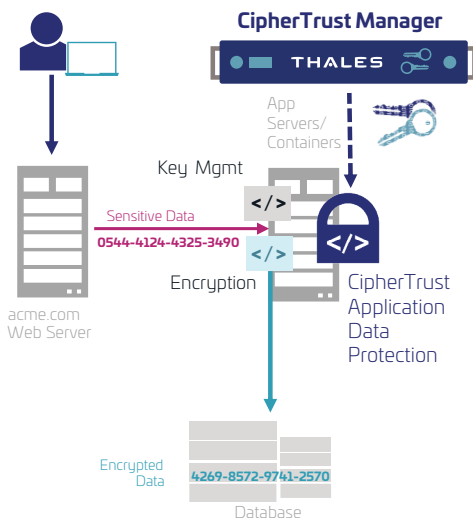 CipherTrust Manager
THALES
App
Servers/
Containers
Key Mgmt
</>
Sensitive Data
0544-4124-4325-3490
</>
</>
Encryption
CipherTrust
Application
Data
Protection
acme.com
Web Server
Encrypted
Data
4269-8572-9741-2570
Database